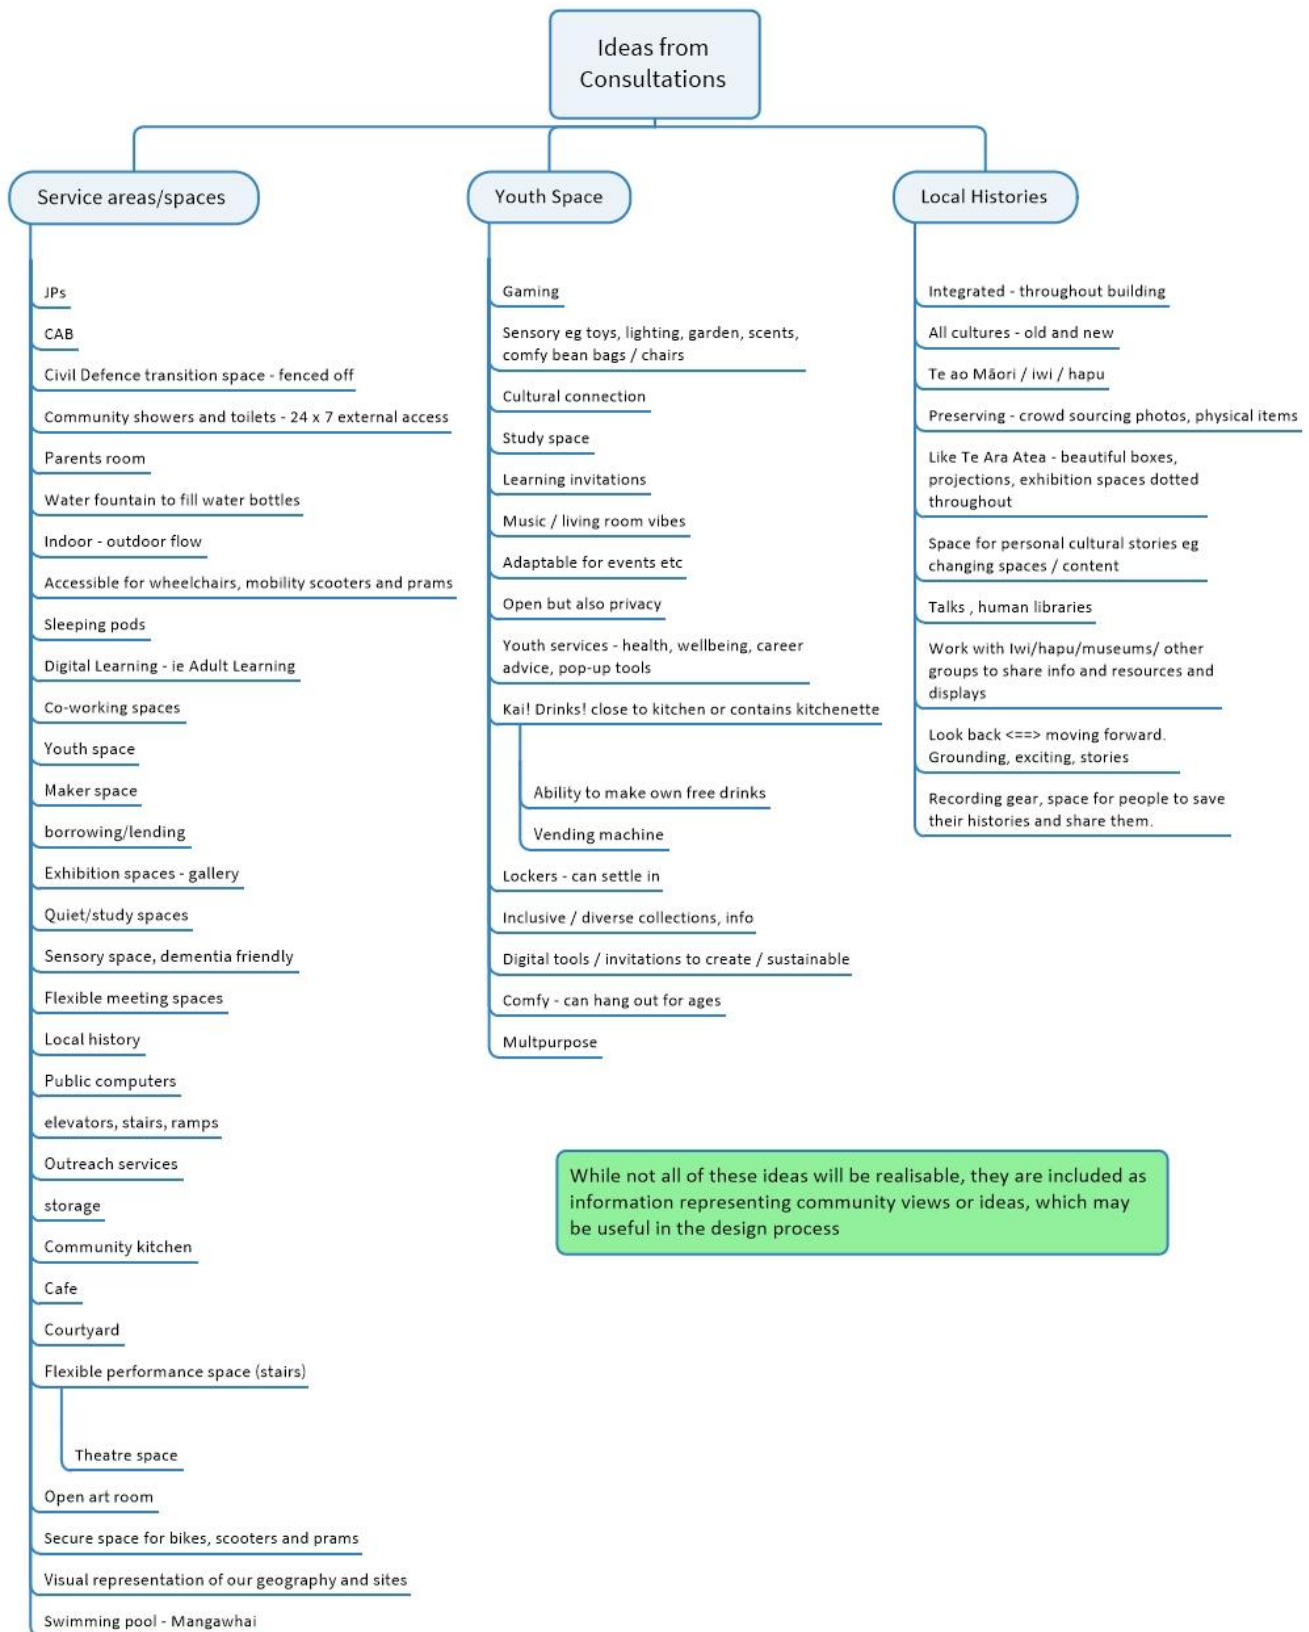 Ideas from
Consultations
Service areas/spaces
JPs
CAB
Civil Defence transition space - fenced off
Community showers and toilets - 24 x 7 external access
Parents room
Water fountain to fill water bottles
Indoor - outdoor flow
Accessible for wheelchairs, mobility scooters and prams
Sleeping pods
Digital Learning - ie Adult Learning
Co-working spaces
Youth space
Maker space
borrowing/lending
Exhibition spaces - gallery
Quiet/study spaces
Sensory space, dementia friendly
Flexible meeting spaces
Local history
Public computers
elevators, stairs, ramps
Outreach services
storage
Community kitchen
Cafe
Courtyard
Flexible performance space (stairs)
Theatre space
Open art room
Secure space for bikes, scooters and prams
Visual representation of our geography and sites
Swimming pool - Mangawhai
Youth Space
Gaming
Sensory eg toys, lighting, garden, scents,
comfy bean bags / chairs
Cultural connection
Study space
Learning invitations
Music / living room vibes
Adaptable for events etc
Open but also privacy
Youth services - health, wellbeing, career
advice, pop-up tools
Kai! Drinks! close to kitchen or contains kitchenette
Ability to make own free drinks
Vending machine
Lockers - can settle in
Inclusive / diverse collections, info
Digital tools / invitations to create / sustainable
Comfy - can hang out for ages
Multpurpose
Local Histories
Integrated - throughout building
All cultures - old and new
Te ao Māori / iwi / hapu
Preserving - crowd sourcing photos, physical items
Like Te Ara Atea - beautiful boxes,
projections, exhibition spaces dotted
throughout
Space for personal cultural stories eg
changing spaces / content
Talks , human libraries
Work with Iwi/hapu/museums/ other
groups to share info and resources and
displays
Look back <==> moving forward.
Grounding, exciting, stories
Recording gear, space for people to save
their histories and share them.
While not all of these ideas will be realisable, they are included as
information representing community views or ideas, which may
be useful in the design process